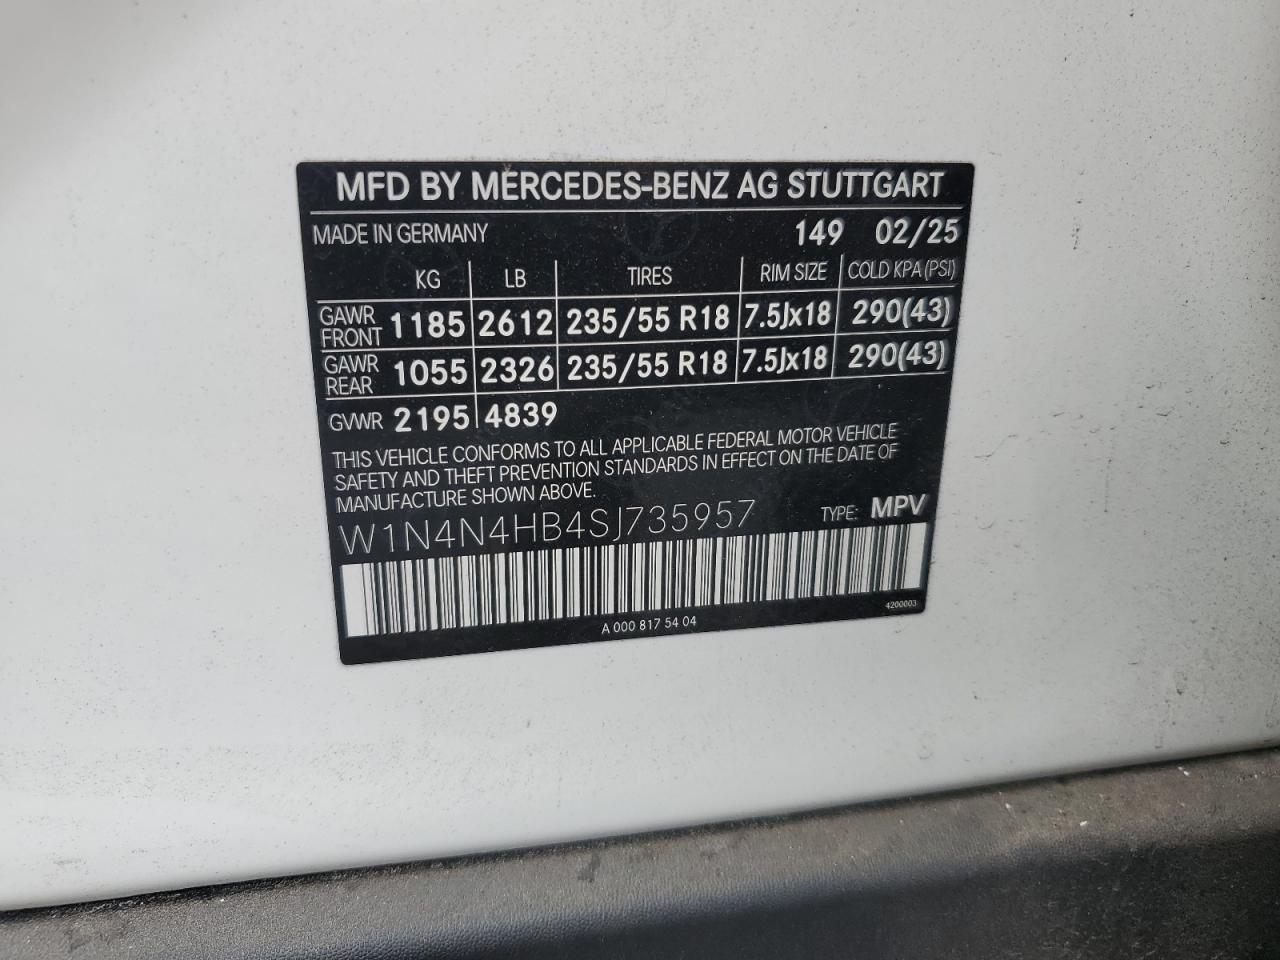 MFD BY MERCEDES-BENZ AG STUTTGART
MADE IN GERMANY 149 02/25
KG LB TIRES RIM SIZE COLD KPA (PSI)
GAWR FRONT 1185 2612 235/55 R18 7.5Jx18 290(43)
GAWR REAR 1055 2326 235/55 R18 7.5Jx18 290(43)
GVWR 2195 4839
THIS VEHICLE CONFORMS TO ALL APPLICABLE FEDERAL MOTOR VEHICLE
SAFETY AND THEFT PREVENTION STANDARDS IN EFFECT ON THE DATE OF
MANUFACTURE SHOWN ABOVE.
W1N4N4HB4SJ735957 TYPE: MPV
4200003
A 000 817 54 04